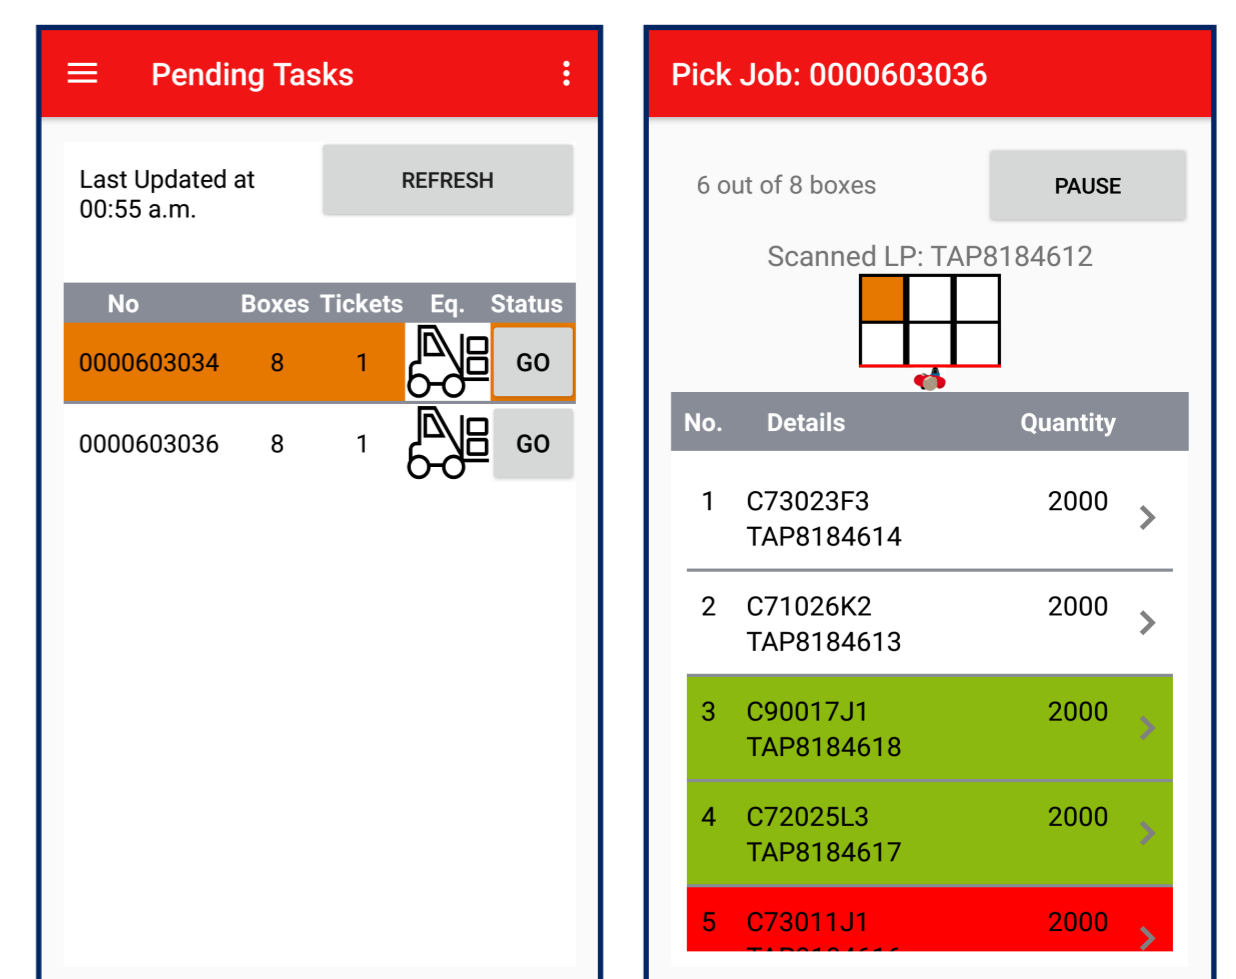 Pending Tasks
Last Updated at
00:55 a.m.
REFRESH
No Boxes Tickets Eq. Status
0000603034 8 1 GO
0000603036 8 1 GO
Pick Job: 0000603036
6 out of 8 boxes
PAUSE
Scanned LP: TAP8184612
No. Details Quantity
1 C73023F3 2000
TAP8184614
2 C71026K2 2000
TAP8184613
3 C90017J1 2000
TAP8184618
4 C72025L3 2000
TAP8184617
5 C73011J1 2000